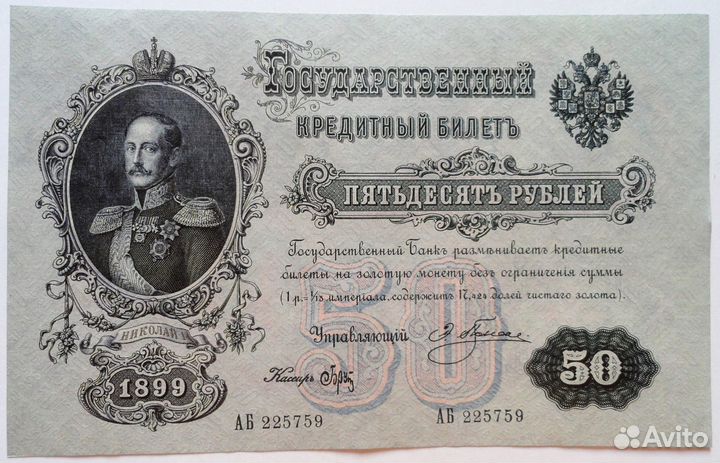 Государственный
кредитный билетъ
ПЯТЬДЕСЯТЪ РУБЛЕЙ
Государственный Банкъ размѣниваетъ кредитные
билеты на золотую монету безъ ограниченія суммы
(1 р.=1/15 имперіала, содержитъ 17,424 долей чистаго золота).
Управляющій
50
НИКОЛАЙ I.
1899
Кассиръ
50
АБ 225759
АБ 225759
Avito